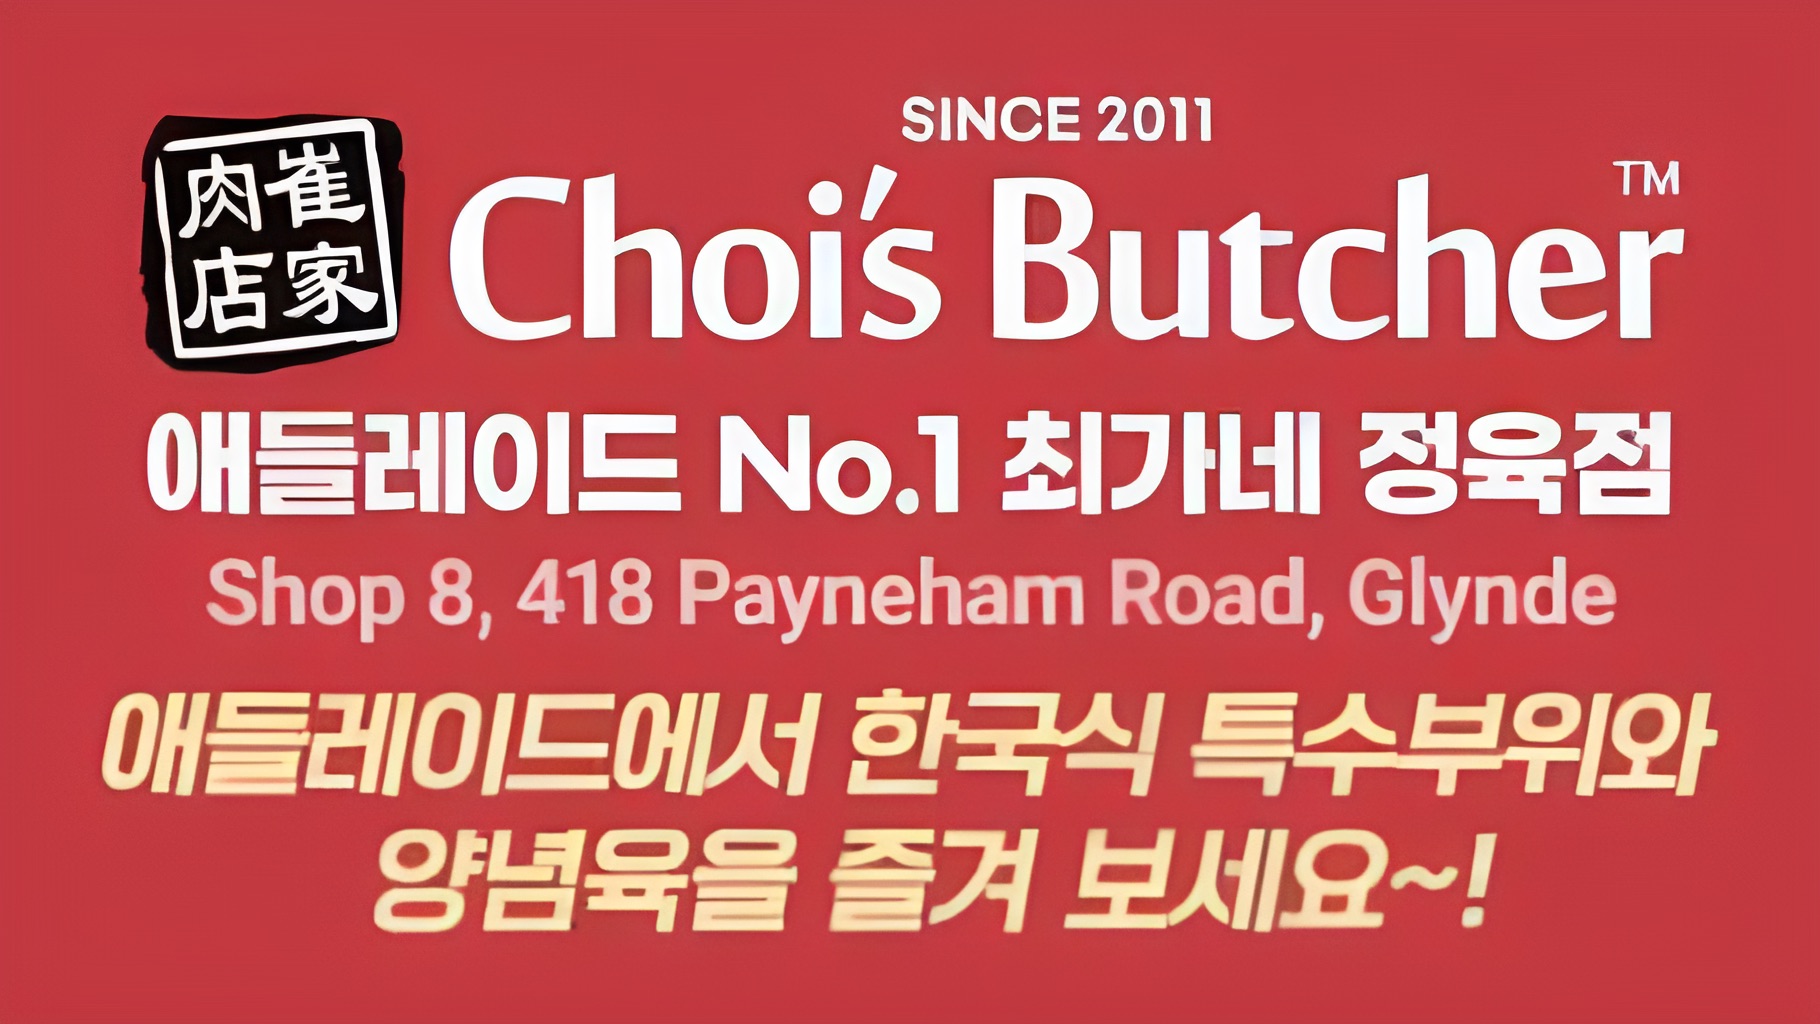 SINCE 2011
崔家肉店
Choi's Butcher™
애들레이드 No.1 최가네 정육점
Shop 8, 418 Payneham Road, Glynde
애들레이드에서 한국식 특수부위와
양념육을 즐겨 보세요~!